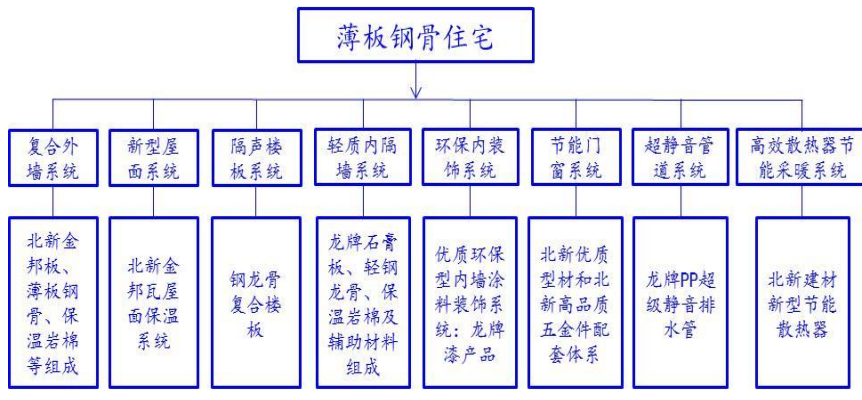 薄板钢骨住宅
复合外
墙系统
新型屋
面系统
隔声楼
板系统
轻质内隔
墙系统
环保内装
饰系统
节能门
窗系统
超静音管
道系统
高效散热器节
能采暖系统
北新金
邦板、
薄板钢
骨、保
温岩棉
等组成
北新金
邦瓦屋
面保温
系统
钢龙骨
复合楼
板
龙牌石膏
板、轻钢
龙骨、保
温岩棉及
辅助材料
组成
优质环保
型内墙涂
料装饰系
统：龙牌
漆产品
北新优质
型材和北
新高品质
五金件配
套体系
龙牌PP超
级静音排
水管
北新建材
新型节能
散热器